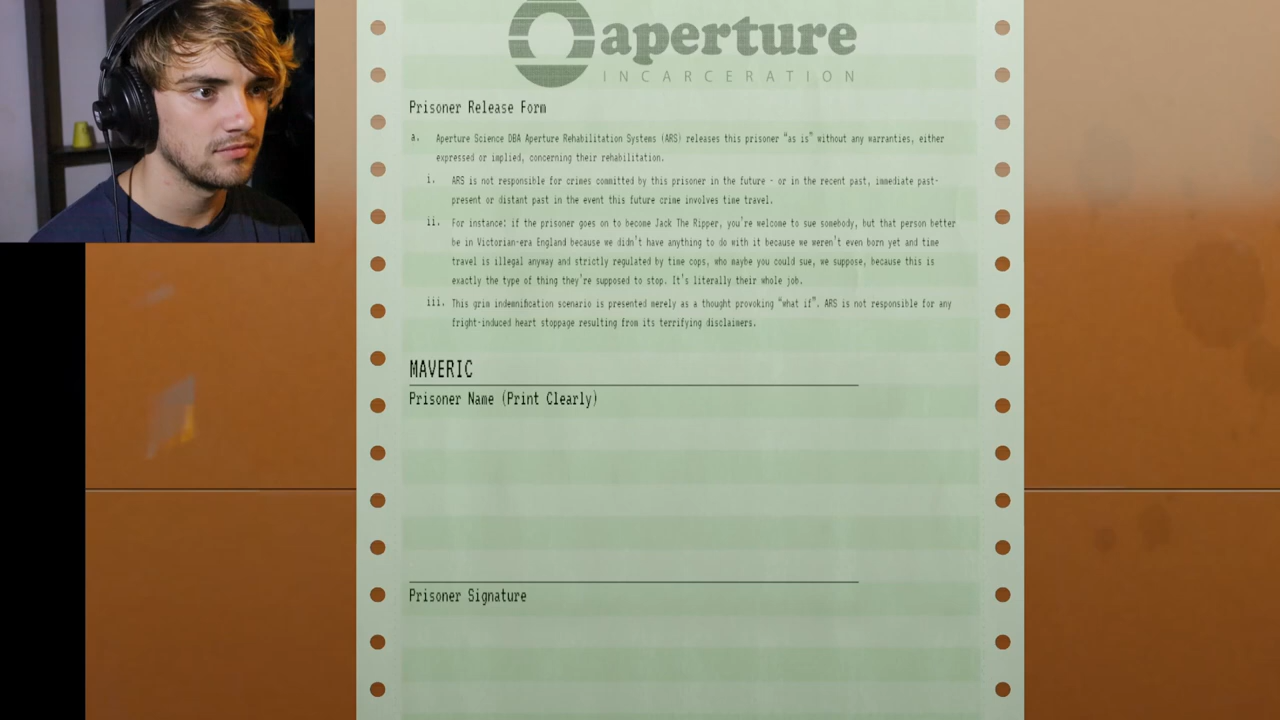 aperture
INCARCERATION
Prisoner Release Form
a. Aperture Science DBA Aperture Rehabilitation Systems (ARS) releases this prisoner "as is" without any warranties, either
expressed or implied, concerning their rehabilitation.
i. ARS is not responsible for crimes committed by this prisoner in the future - or in the recent past, immediate past-
present or distant past in the event this future crime involves time travel.
ii. For instance: if the prisoner goes on to become Jack The Ripper, you're welcome to sue somebody, but that person better
be in Victorian-era England because we didn't have anything to do with it because we weren't even born yet and time
travel is illegal anyway and strictly regulated by time cops, who maybe you could sue, we suppose, because this is
exactly the type of thing they're supposed to stop. It's literally their whole job.
iii. This grim indemnification scenario is presented merely as a thought provoking "what if". ARS is not responsible for any
fright-induced heart stoppage resulting from its terrifying disclaimers.
MAVERIC
Prisoner Name (Print Clearly)
Prisoner Signature